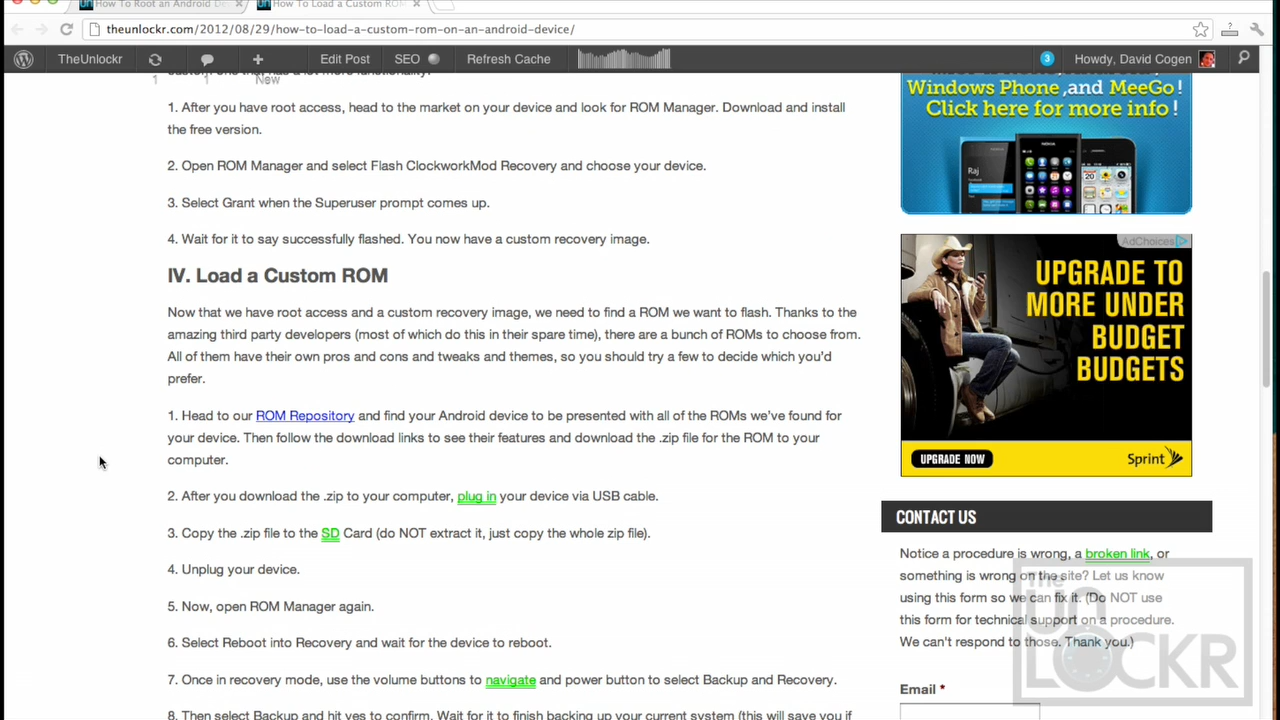 How To Root an Android De
How To Load a Custom ROM
theunlockr.com/2012/08/29/how-to-load-a-custom-rom-on-an-android-device/
TheUnlockr
Edit Post
SEO
Refresh Cache
3
Howdy, David Cogen
1
1
New
custom one that has a lot more functionality.
1. After you have root access, head to the market on your device and look for ROM Manager. Download and install
the free version.
2. Open ROM Manager and select Flash ClockworkMod Recovery and choose your device.
3. Select Grant when the Superuser prompt comes up.
4. Wait for it to say successfully flashed. You now have a custom recovery image.
IV. Load a Custom ROM
Now that we have root access and a custom recovery image, we need to find a ROM we want to flash. Thanks to the
amazing third party developers (most of which do this in their spare time), there are a bunch of ROMs to choose from.
All of them have their own pros and cons and tweaks and themes, so you should try a few to decide which you'd
prefer.
1. Head to our ROM Repository and find your Android device to be presented with all of the ROMs we've found for
your device. Then follow the download links to see their features and download the .zip file for the ROM to your
computer.
2. After you download the .zip to your computer, plug in your device via USB cable.
3. Copy the .zip file to the SD Card (do NOT extract it, just copy the whole zip file).
4. Unplug your device.
5. Now, open ROM Manager again.
6. Select Reboot into Recovery and wait for the device to reboot.
7. Once in recovery mode, use the volume buttons to navigate and power button to select Backup and Recovery.
8. Then select Backup and hit yes to confirm. Wait for it to finish backing up your current system (this will save you if
Windows Phone ,and MeeGo !
Click here for more info !
Raj
NOKIA
AdChoices
UPGRADE TO
MORE UNDER
BUDGET
BUDGETS
UPGRADE NOW
Sprint
CONTACT US
Notice a procedure is wrong, a broken link, or
something is wrong on the site? Let us know
using this form so we can fix it. (Do NOT use
this form for technical support on a procedure.
We can't respond to those. Thank you.)
Email *
The
UN
LOCKR